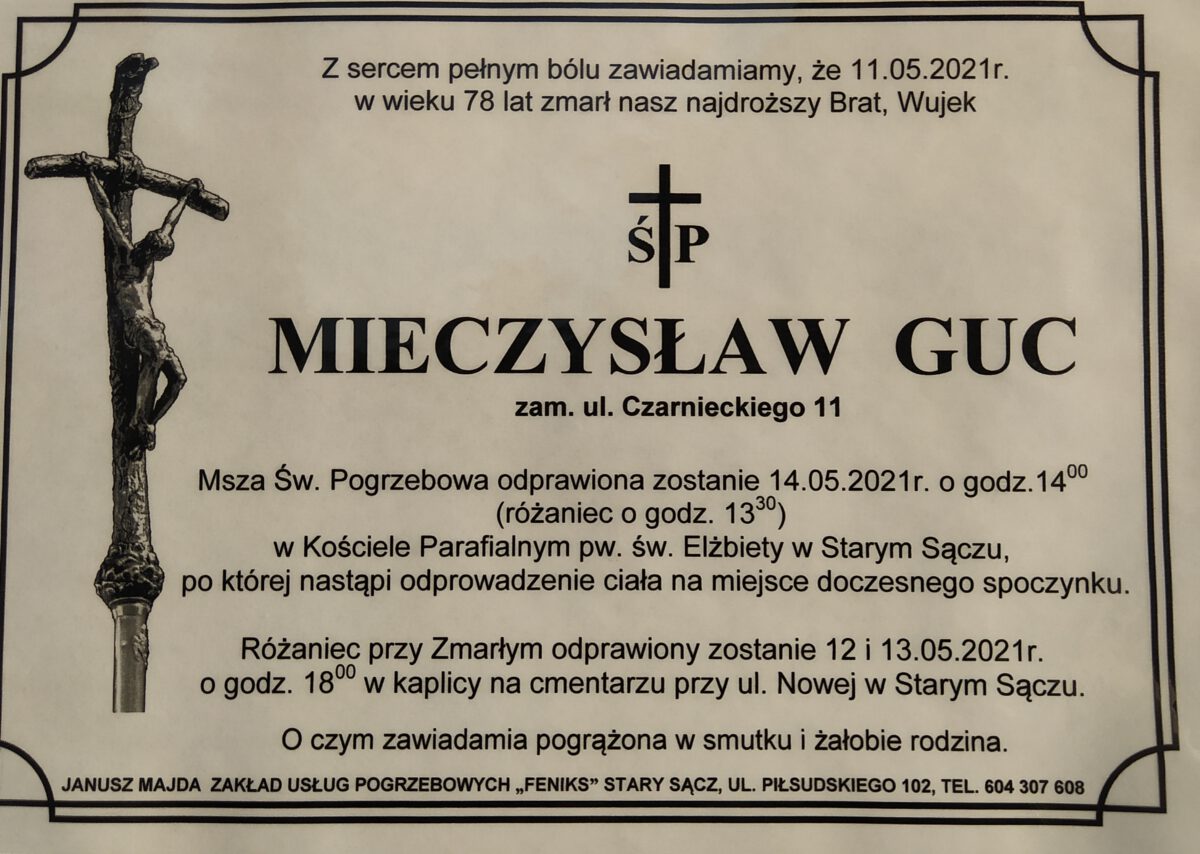 Z sercem pełnym bólu zawiadamiamy, że 11.05.2021r.
w wieku 78 lat zmarł nasz najdroższy Brat, Wujek
Ś P
MIECZYSŁAW GUC
zam. ul. Czarnieckiego 11
Msza Św. Pogrzebowa odprawiona zostanie 14.05.2021r. o godz.14⁰⁰
(różaniec o godz. 13³⁰)
w Kościele Parafialnym pw. św. Elżbiety w Starym Sączu,
po której nastąpi odprowadzenie ciała na miejsce doczesnego spoczynku.
Różaniec przy Zmarłym odprawiony zostanie 12 i 13.05.2021r.
o godz. 18⁰⁰ w kaplicy na cmentarzu przy ul. Nowej w Starym Sączu.
O czym zawiadamia pogrążona w smutku i żałobie rodzina.
JANUSZ MAJDA ZAKŁAD USŁUG POGRZEBOWYCH „FENIKS” STARY SĄCZ, UL. PIŁSUDSKIEGO 102, TEL. 604 307 608